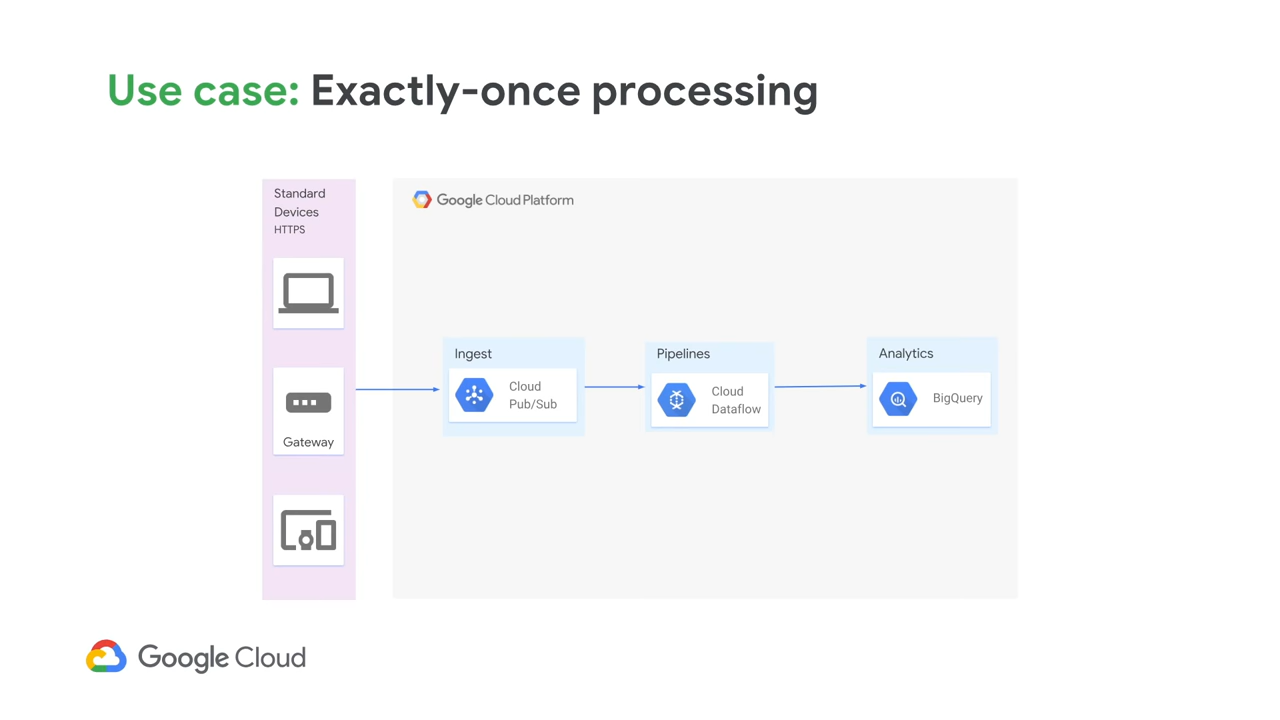 Use case: Exactly-once processing
Standard
Devices
HTTPS
Gateway
Google Cloud Platform
Ingest
Cloud
Pub/Sub
Pipelines
Cloud
Dataflow
Analytics
BigQuery
Google Cloud